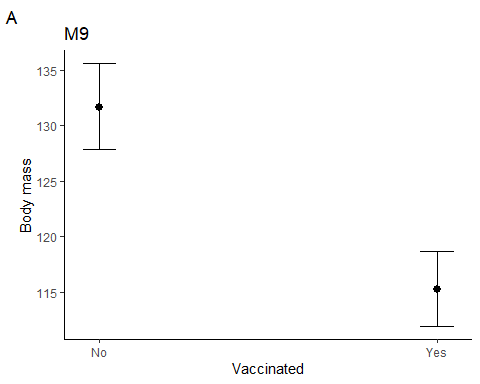 A
M9
135
130
125
120
115
Body mass
No
Yes
Vaccinated